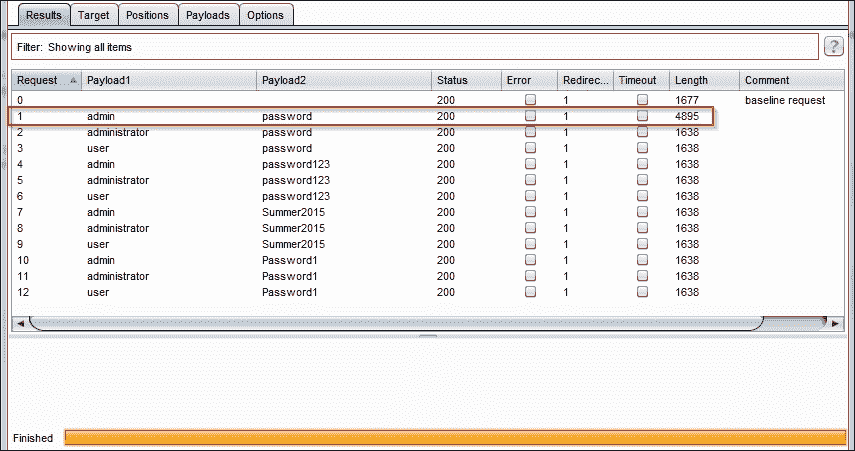 Results Target Positions Payloads Options
Filter: Showing all items ?
Request Payload1 Payload2 Status Error Redirec... Timeout Length Comment
0 200 1 1677 baseline request
1 admin password 200 1 4895
2 administrator password 200 1 1638
3 user password 200 1 1638
4 admin password123 200 1 1638
5 administrator password123 200 1 1638
6 user password123 200 1 1638
7 admin Summer2015 200 1 1638
8 administrator Summer2015 200 1 1638
9 user Summer2015 200 1 1638
10 admin Password1 200 1 1638
11 administrator Password1 200 1 1638
12 user Password1 200 1 1638
Finished